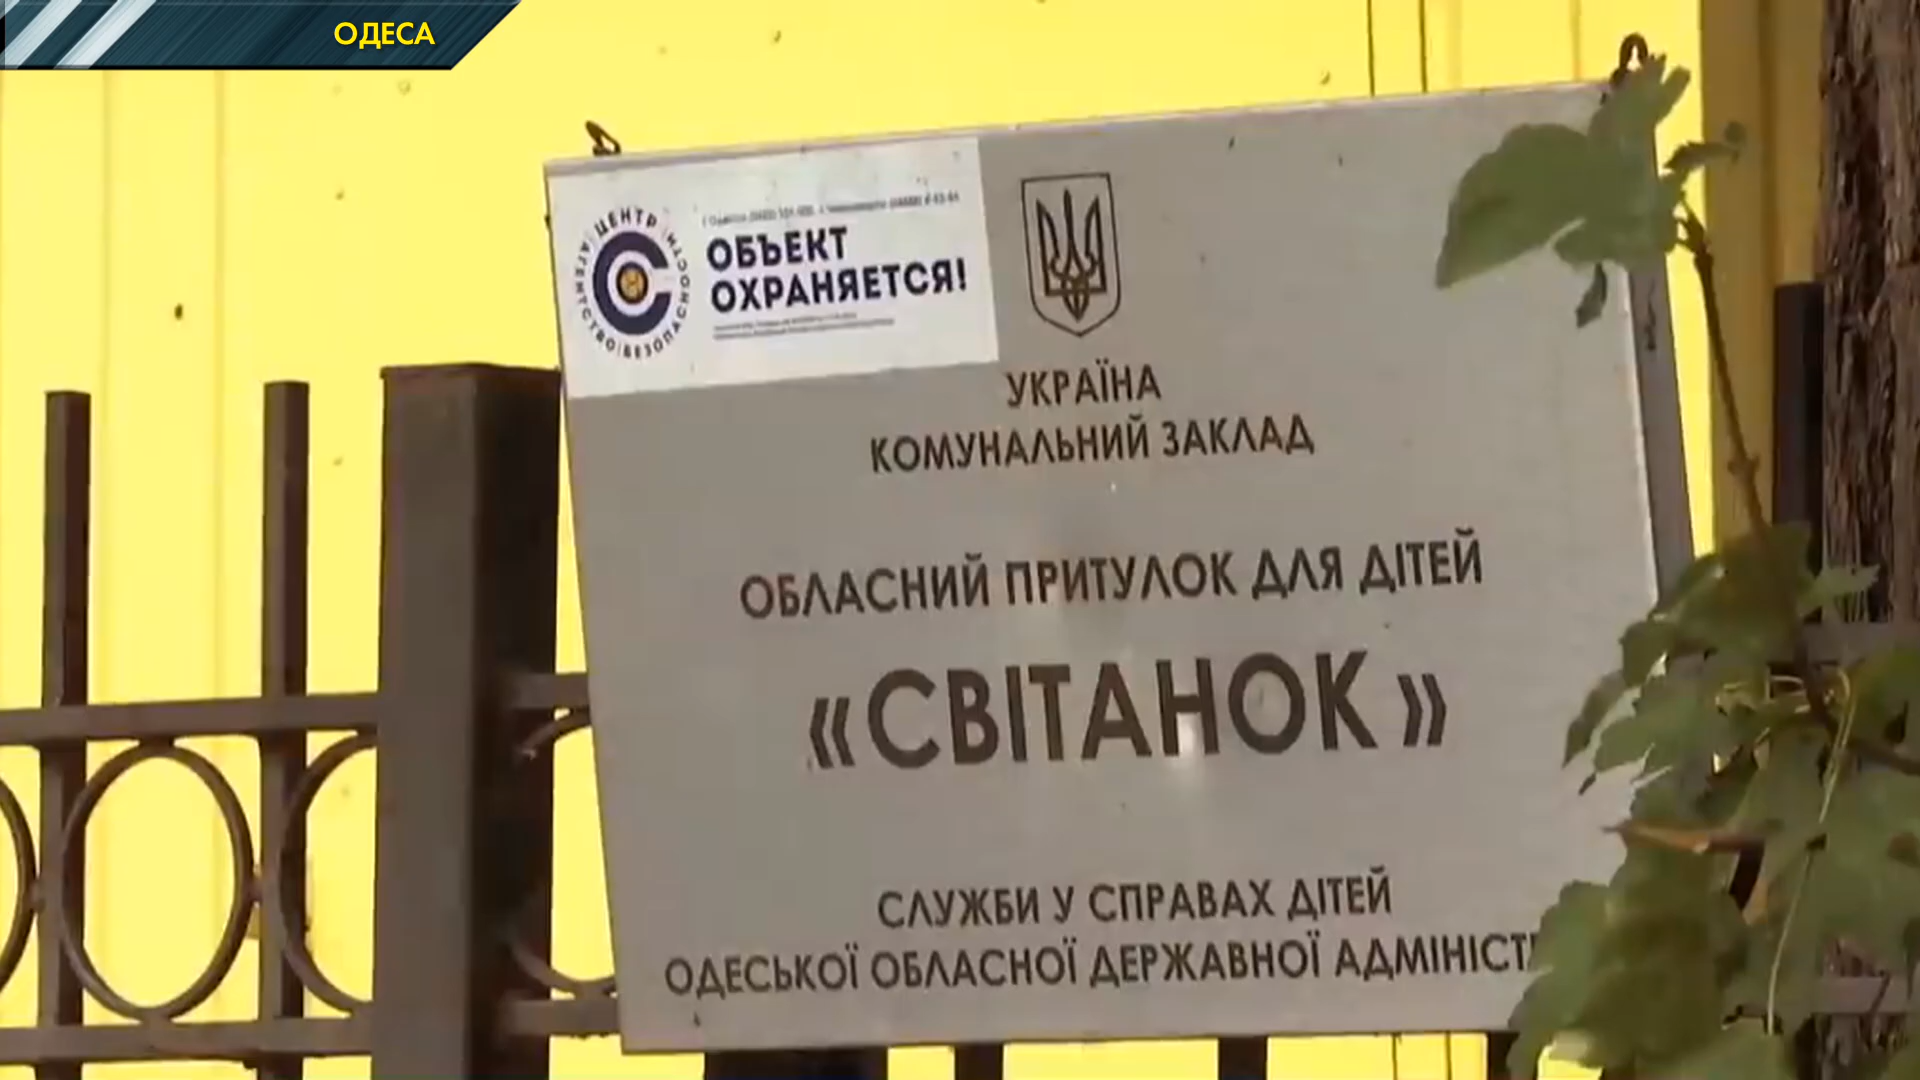 ОДЕСА
ЦЕНТР
АГЕНТСТВО БЕЗОПАСНОСТИ
ОБЪЕКТ
ОХРАНЯЕТСЯ!
УКРАЇНА
КОМУНАЛЬНИЙ ЗАКЛАД
ОБЛАСНИЙ ПРИТУЛОК ДЛЯ ДІТЕЙ
«СВІТАНОК»
СЛУЖБИ У СПРАВАХ ДІТЕЙ
ОДЕСЬКОЇ ОБЛАСНОЇ ДЕРЖАВНОЇ АДМІНІСТ